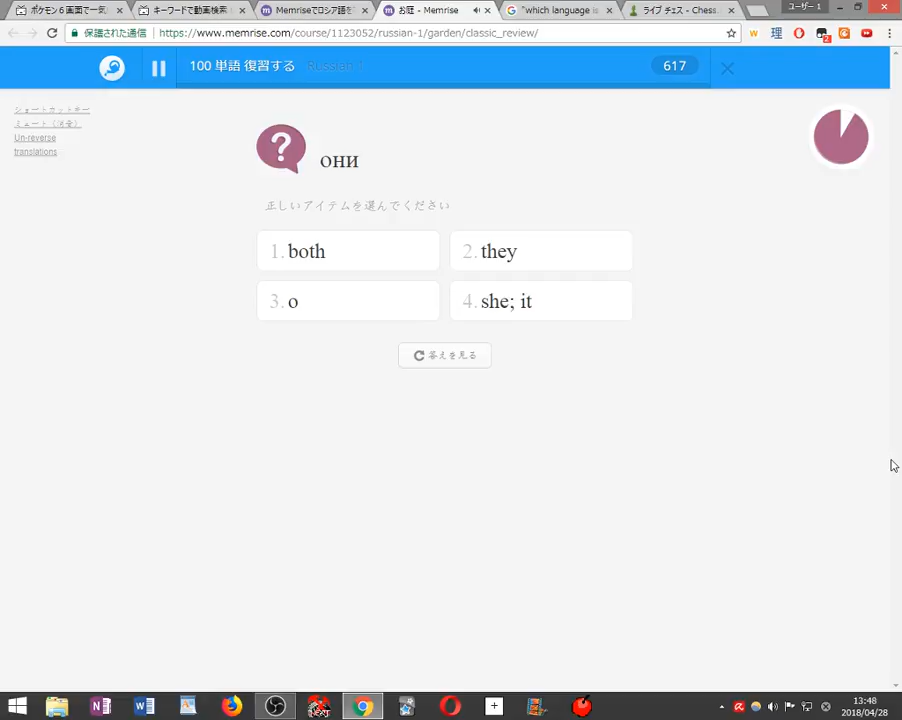 ポケモン６画面で一気
キーワードで動画検索
Memriseでロシア語を
お庭 - Memrise
"which language is
ライブ チェス - Chess.
ユーザー 1
保護された通信
https://www.memrise.com/course/1123052/russian-1/garden/classic_review/
100 単語 復習する
Russian 1
617
ショートカットキー
ミュート（消音）
Un-reverse
translations
они
正しいアイテムを選んでください
1. both
2. they
3. o
4. she; it
答えを見る
13:48
2018/04/28